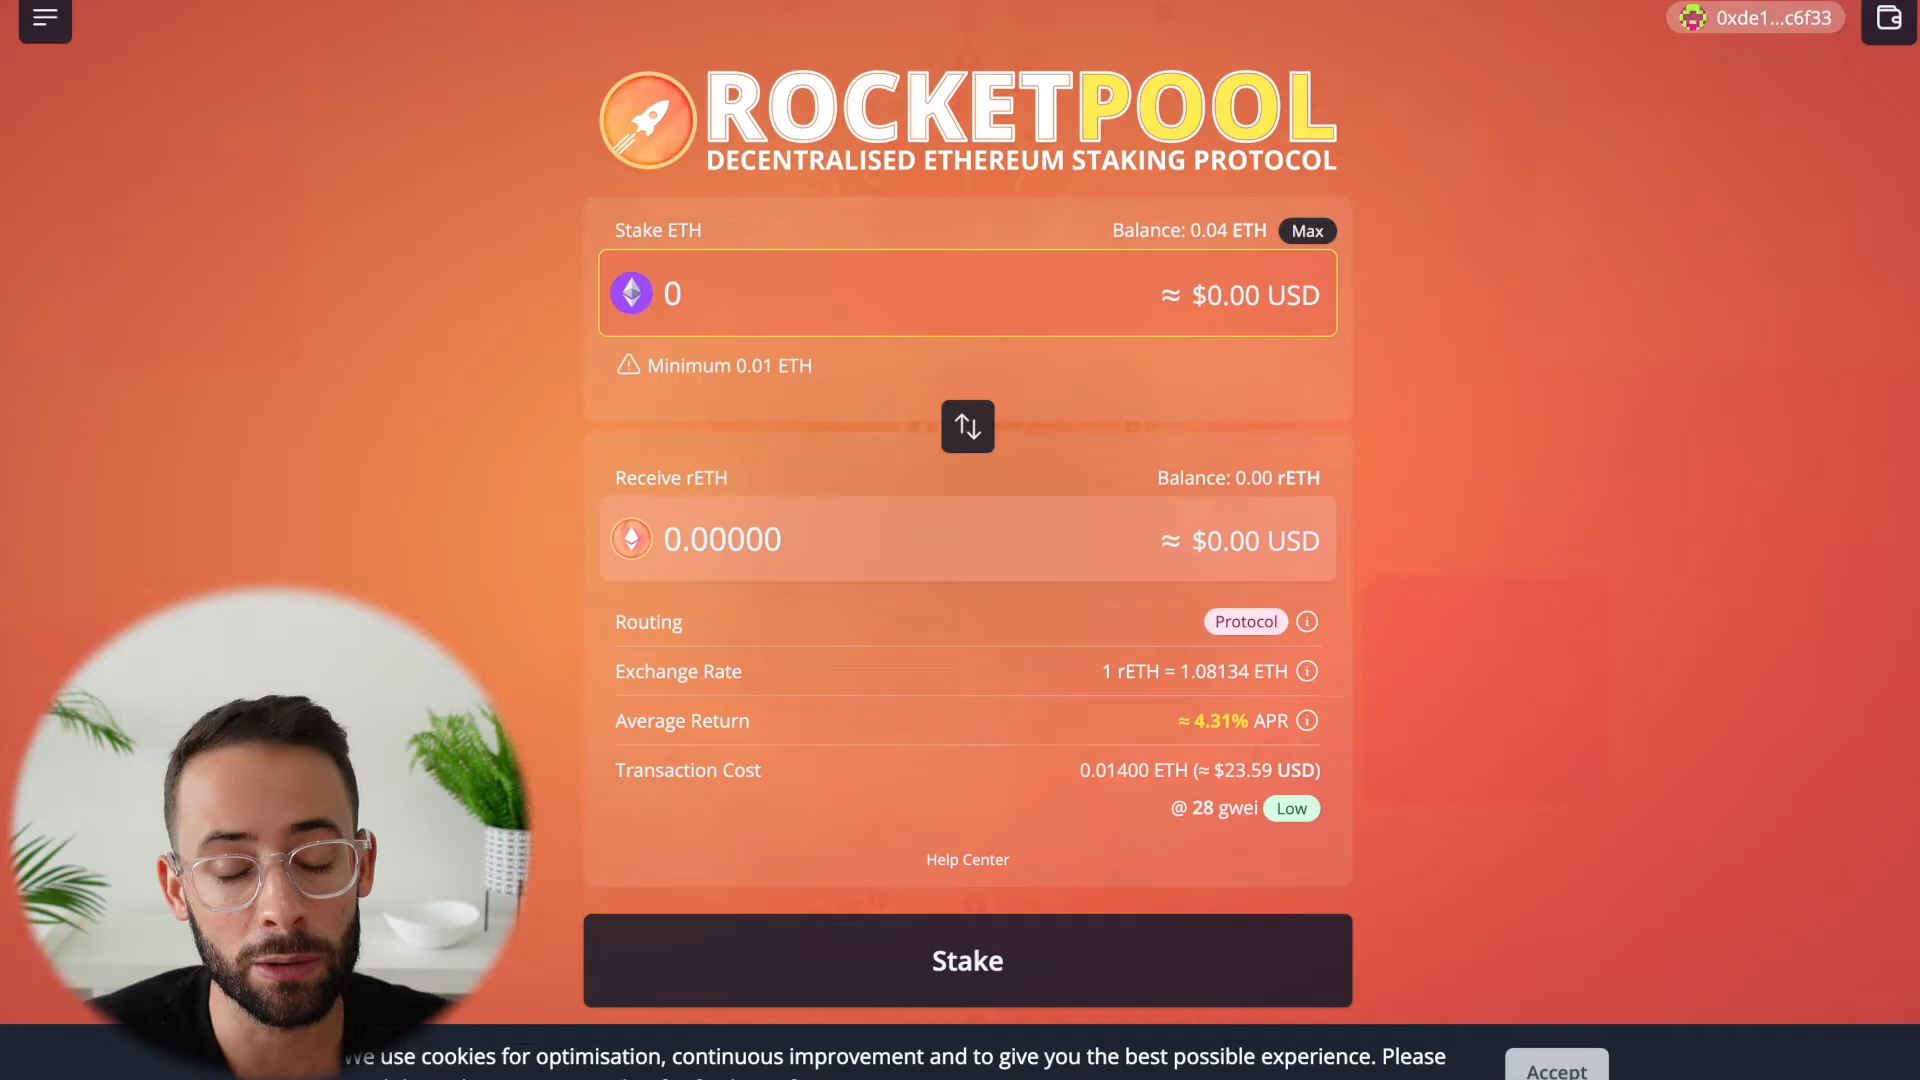 0xde1...c6f33
ROCKETPOOL
DECENTRALISED ETHEREUM STAKING PROTOCOL
Stake ETH
Balance: 0.04 ETH Max
0
≈ $0.00 USD
Minimum 0.01 ETH
Receive rETH
Balance: 0.00 rETH
0.00000
≈ $0.00 USD
Routing
Protocol
Exchange Rate
1 rETH = 1.08134 ETH
Average Return
≈ 4.31% APR
Transaction Cost
0.01400 ETH (≈ $23.59 USD)
@ 28 gwei Low
Help Center
Stake
We use cookies for optimisation, continuous improvement and to give you the best possible experience. Please
Accept